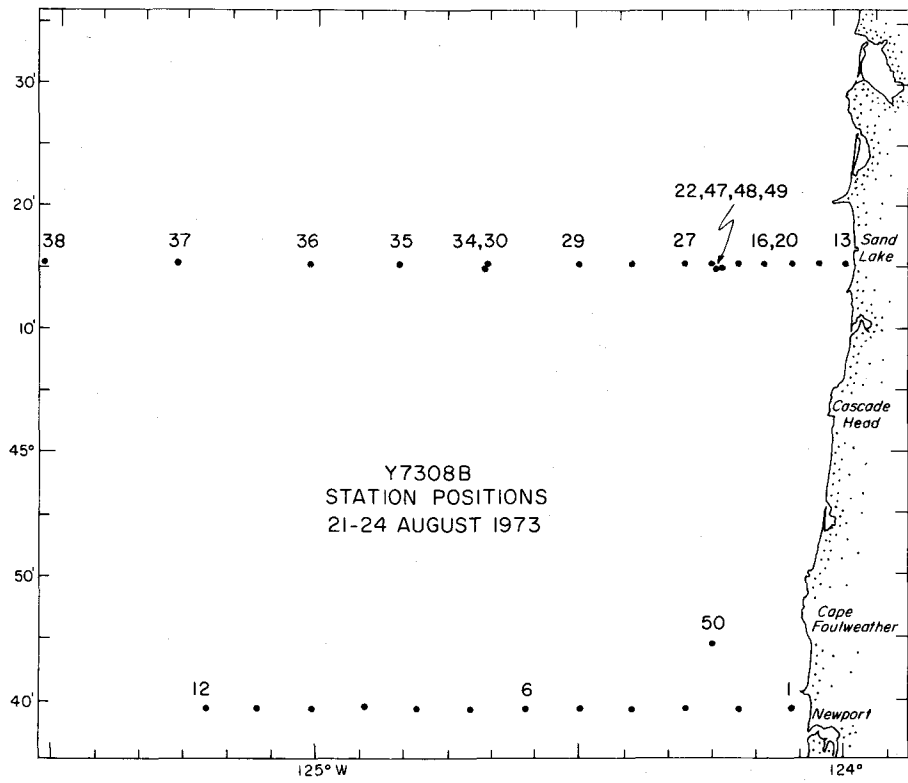 30'
20'
22,47,48,49
38
37
36
35
34,30
29
27
16,20
13
Sand
Lake
10'
Cascade
Head
45°
Y7308B
STATION POSITIONS
21-24 AUGUST 1973
50'
Cape
Foulweather
50
40'
12
6
1
Newport
125° W
124°